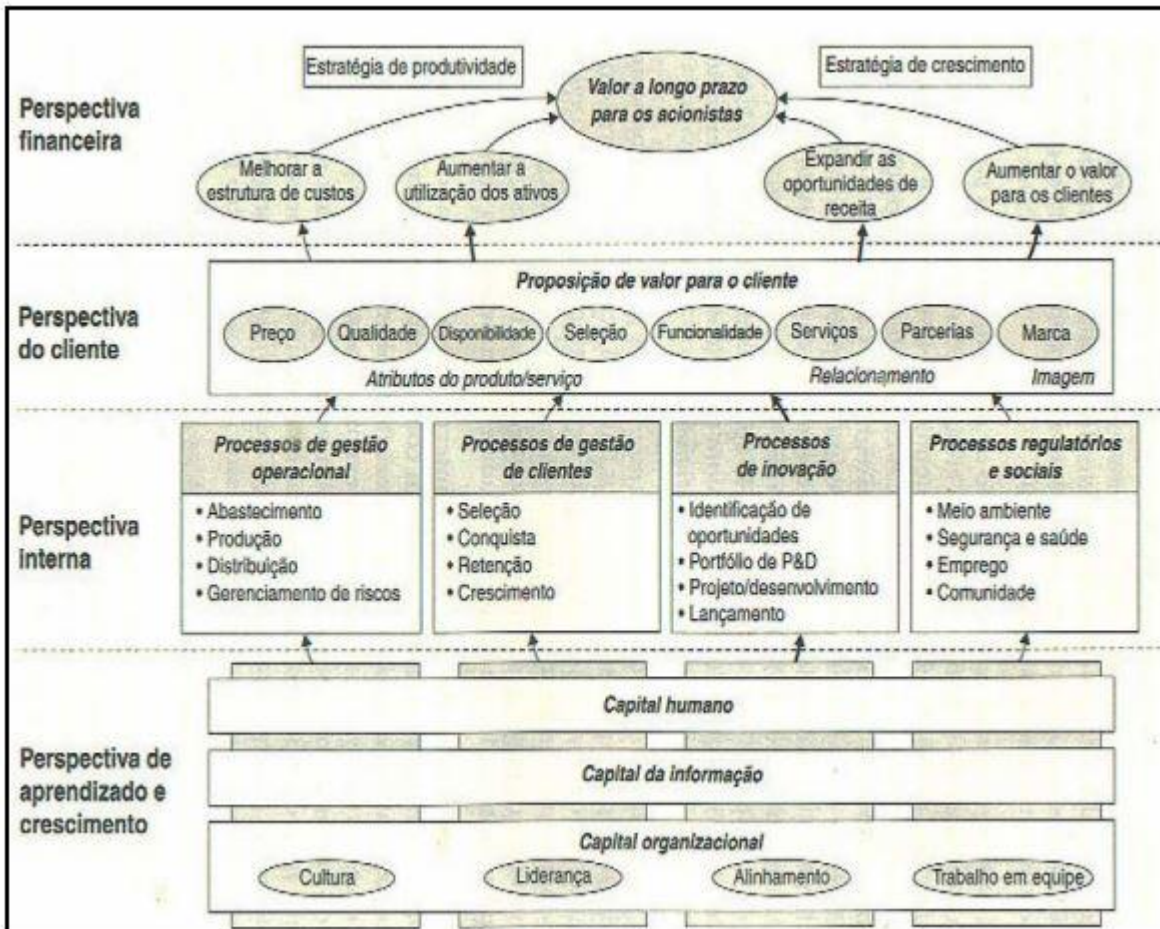 Estratégia de produtividade
Estratégia de crescimento
Valor a longo prazo
para os acionistas
Perspectiva
financeira
Melhorar a
estrutura de custos
Aumentar a
utilização dos ativos
Expandir as
oportunidades de
receita
Aumentar o valor
para os clientes
Perspectiva
do cliente
Proposição de valor para o cliente
Preço
Qualidade
Disponibilidade
Seleção
Funcionalidade
Serviços
Parcerias
Marca
Atributos do produto/serviço
Relacionamento
Imagem
Perspectiva
interna
Processos de gestão
operacional
• Abastecimento
• Produção
• Distribuição
• Gerenciamento de riscos
Processos de gestão
de clientes
• Seleção
• Conquista
• Retenção
• Crescimento
Processos
de inovação
• Identificação de
oportunidades
• Portfólio de P&D
• Projeto/desenvolvimento
• Lançamento
Processos regulatórios
e sociais
• Meio ambiente
• Segurança e saúde
• Emprego
• Comunidade
Perspectiva de
aprendizado e
crescimento
Capital humano
Capital da informação
Capital organizacional
Cultura
Liderança
Alinhamento
Trabalho em equipe